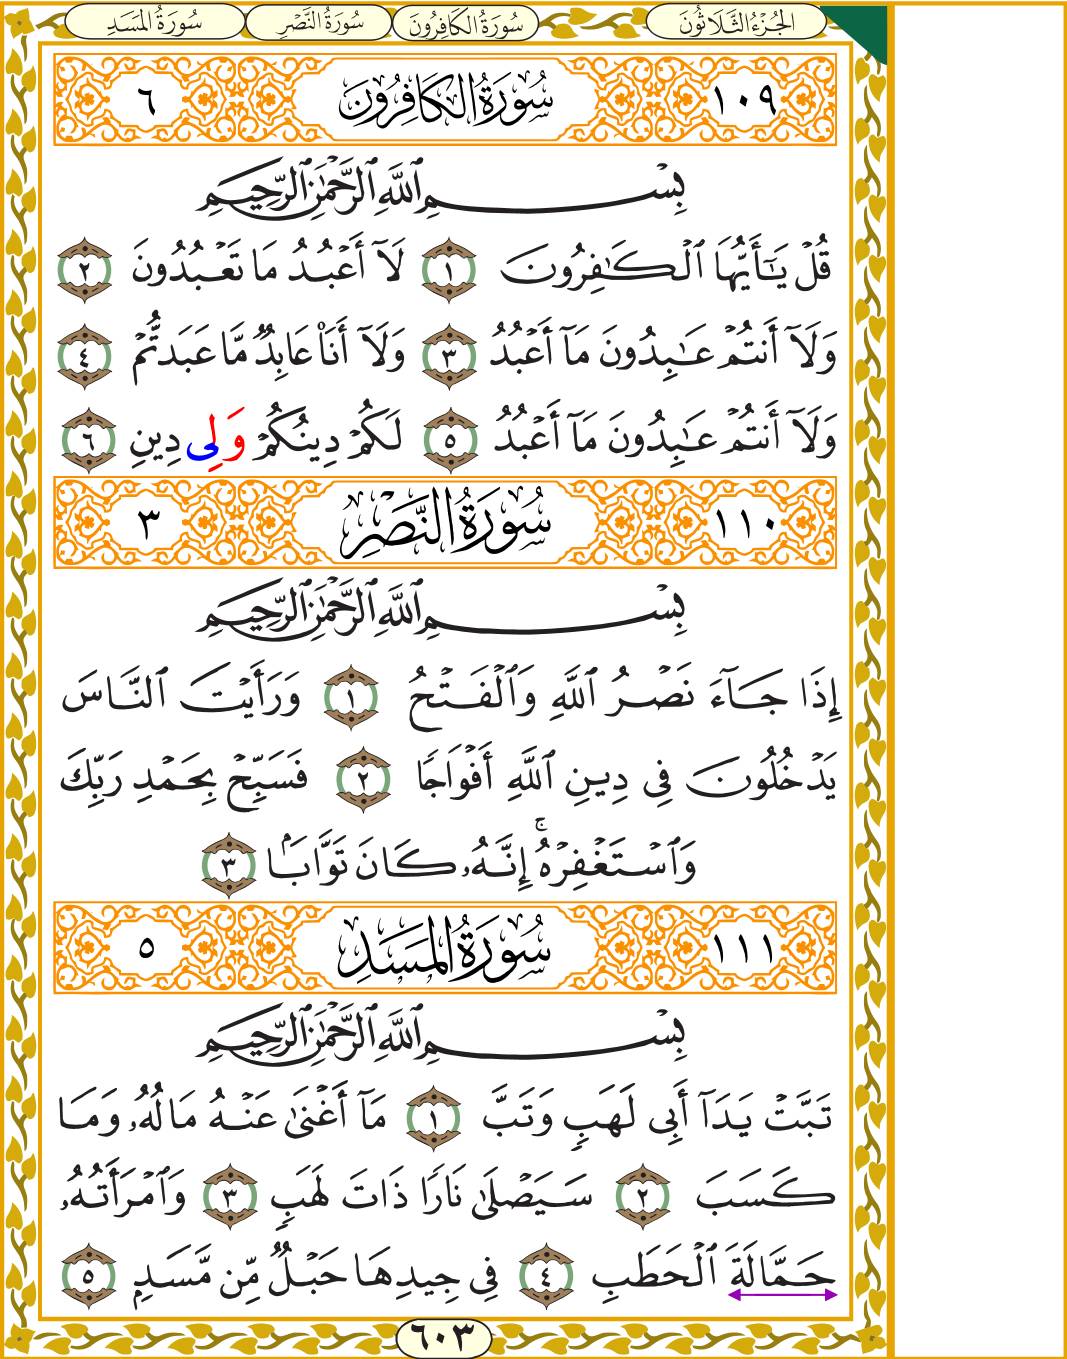 الجُزْءُ الثَّلَاثُونَ سُورَةُ الكَافِرُونَ سُورَةُ النَّصْرِ سُورَةُ المَسَدِ
١٠٩ سُورَةُ الكَافِرُونَ ٦
بِسْمِ ٱللَّهِ ٱلرَّحْمَٰنِ ٱلرَّحِيمِ
قُلْ يَٰٓأَيُّهَا ٱلْكَٰفِرُونَ ١ لَآ أَعْبُدُ مَا تَعْبُدُونَ ٢
وَلَآ أَنتُمْ عَٰبِدُونَ مَآ أَعْبُدُ ٣ وَلَآ أَنَا۠ عَابِدٌ مَّا عَبَدتُّمْ ٤
وَلَآ أَنتُمْ عَٰبِدُونَ مَآ أَعْبُدُ ٥ لَكُمْ دِينُكُمْ وَلِى دِينِ ٦
١١٠ سُورَةُ النَّصْرِ ٣
بِسْمِ ٱللَّهِ ٱلرَّحْمَٰنِ ٱلرَّحِيمِ
إِذَا جَآءَ نَصْرُ ٱللَّهِ وَٱلْفَتْحُ ١ وَرَأَيْتَ ٱلنَّاسَ
يَدْخُلُونَ فِى دِينِ ٱللَّهِ أَفْوَاجًا ٢ فَسَبِّحْ بِحَمْدِ رَبِّكَ
وَٱسْتَغْفِرْهُ ۚ إِنَّهُۥ كَانَ تَوَّابًۢا ٣
١١١ سُورَةُ المَسَدِ ٥
بِسْمِ ٱللَّهِ ٱلرَّحْمَٰنِ ٱلرَّحِيمِ
تَبَّتْ يَدَآ أَبِى لَهَبٍ وَتَبَّ ١ مَآ أَغْنَىٰ عَنْهُ مَالُهُۥ وَمَا
كَسَبَ ٢ سَيَصْلَىٰ نَارًا ذَاتَ لَهَبٍ ٣ وَٱمْرَأَتُهُۥ
حَمَّالَةَ ٱلْحَطَبِ ٤ فِى جِيدِهَا حَبْلٌ مِّن مَّسَدٍۭ ٥
٦٠٣